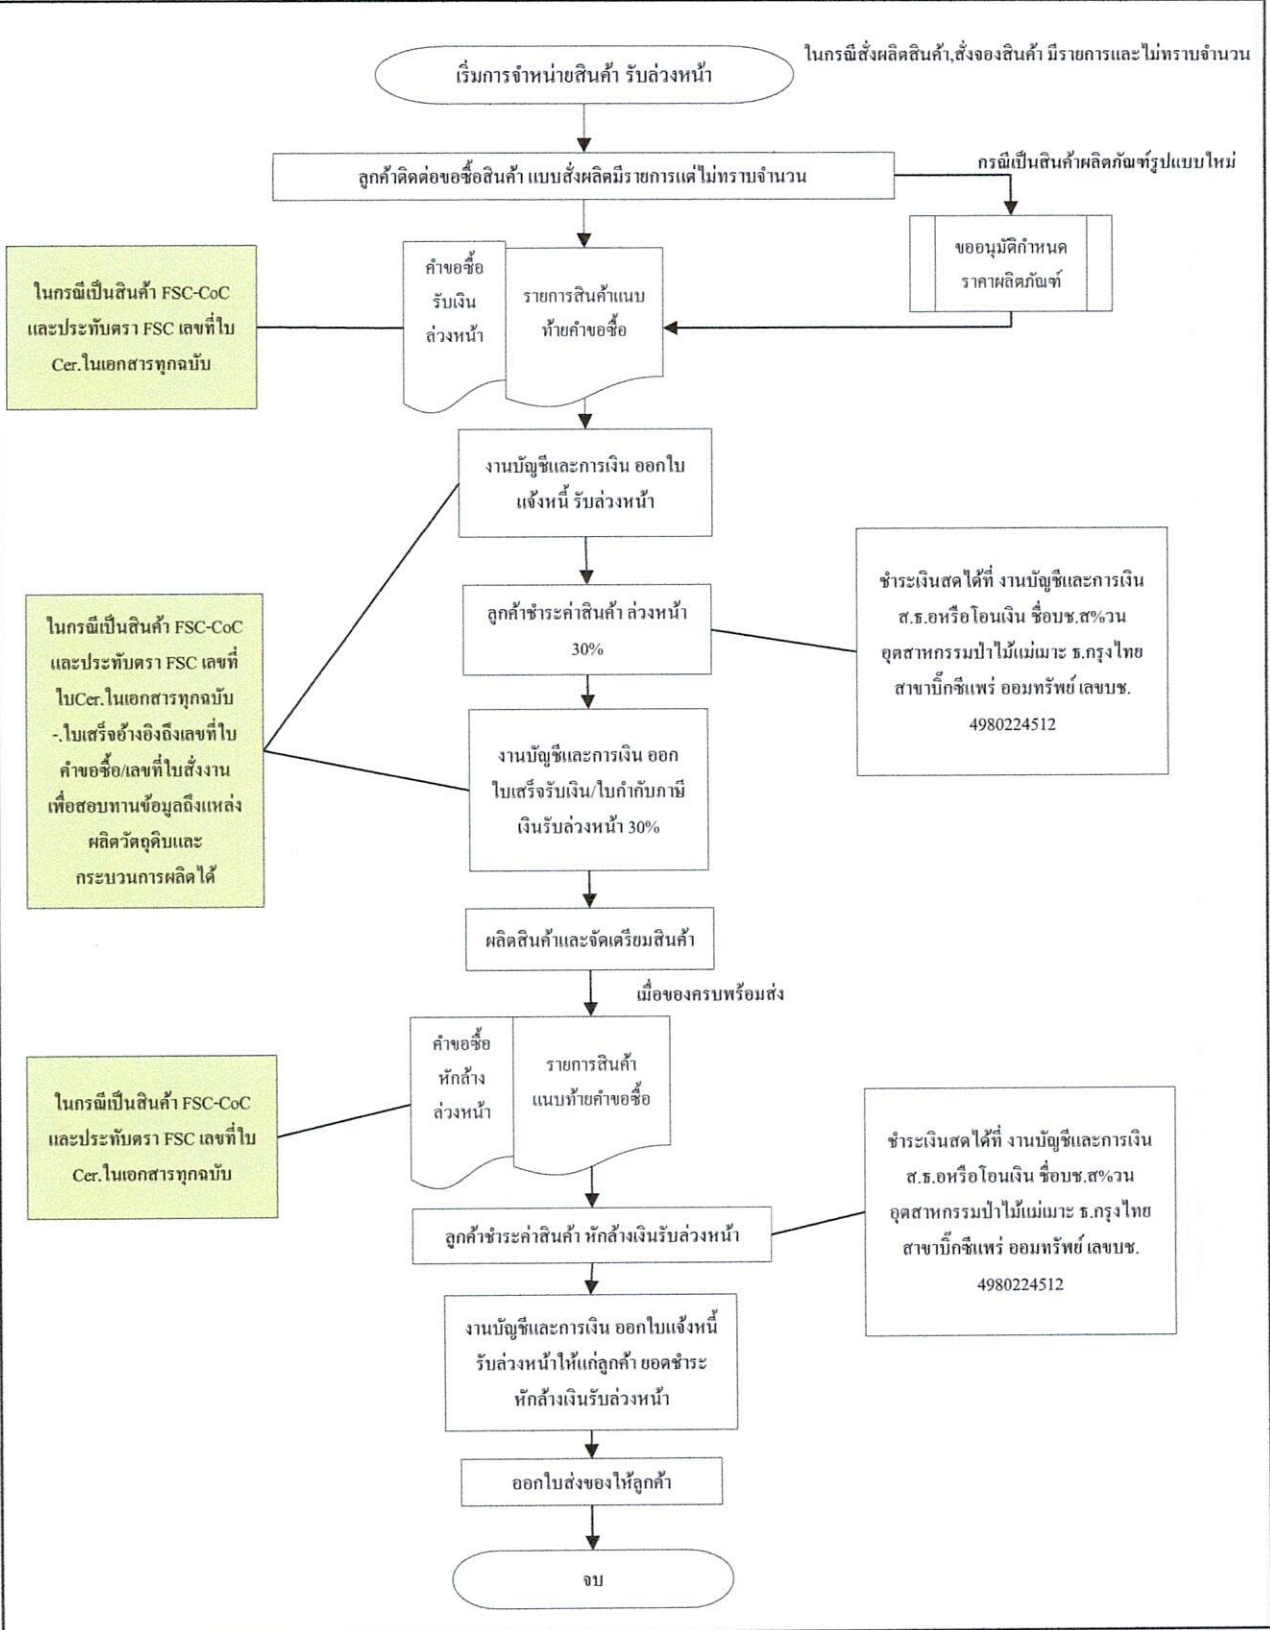 ในกรณีสั่งผลิตสินค้า,สั่งจองสินค้า มีรายการและไม่ทราบจำนวน
เริ่มการจำหน่ายสินค้า รับล่วงหน้า
ลูกค้าติดต่อขอซื้อสินค้า แบบสั่งผลิตมีรายการแต่ไม่ทราบจำนวน
กรณีเป็นสินค้าผลิตภัณฑ์รูปแบบใหม่
ขออนุมัติกำหนด
ราคาผลิตภัณฑ์
คำขอซื้อ
รับเงิน
ล่วงหน้า
รายการสินค้าแนบ
ท้ายคำขอซื้อ
ในกรณีเป็นสินค้า FSC-CoC
และประทับตรา FSC เลขที่ใบ
Cer.ในเอกสารทุกฉบับ
งานบัญชีและการเงิน ออกใบ
แจ้งหนี้ รับล่วงหน้า
ลูกค้าชำระค่าสินค้า ล่วงหน้า
30%
ชำระเงินสดได้ที่ งานบัญชีและการเงิน
ส.ธ.อหรือโอนเงิน ชื่อบช.ส%วน
อุตสาหกรรมป่าไม้แม่เมาะ ธ.กรุงไทย
สาขาบิ๊กซีแพร่ ออมทรัพย์ เลขบช.
4980224512
ในกรณีเป็นสินค้า FSC-CoC
และประทับตรา FSC เลขที่
ใบCer.ในเอกสารทุกฉบับ
-.ใบเสร็จอ้างอิงถึงเลขที่ใบ
คำขอซื้อ/เลขที่ใบสั่งงาน
เพื่อสอบทานข้อมูลถึงแหล่ง
ผลิตวัตถุดิบและ
กระบวนการผลิตได้
งานบัญชีและการเงิน ออก
ใบเสร็จรับเงิน/ใบกำกับภาษี
เงินรับล่วงหน้า 30%
ผลิตสินค้าและจัดเตรียมสินค้า
เมื่อของครบพร้อมส่ง
คำขอซื้อ
หักล้าง
ล่วงหน้า
รายการสินค้า
แนบท้ายคำขอซื้อ
ในกรณีเป็นสินค้า FSC-CoC
และประทับตรา FSC เลขที่ใบ
Cer.ในเอกสารทุกฉบับ
ลูกค้าชำระค่าสินค้า หักล้างเงินรับล่วงหน้า
ชำระเงินสดได้ที่ งานบัญชีและการเงิน
ส.ธ.อหรือโอนเงิน ชื่อบช.ส%วน
อุตสาหกรรมป่าไม้แม่เมาะ ธ.กรุงไทย
สาขาบิ๊กซีแพร่ ออมทรัพย์ เลขบช.
4980224512
งานบัญชีและการเงิน ออกใบแจ้งหนี้
รับล่วงหน้าให้แก่ลูกค้า ยอดชำระ
หักล้างเงินรับล่วงหน้า
ออกใบส่งของให้ลูกค้า
จบ